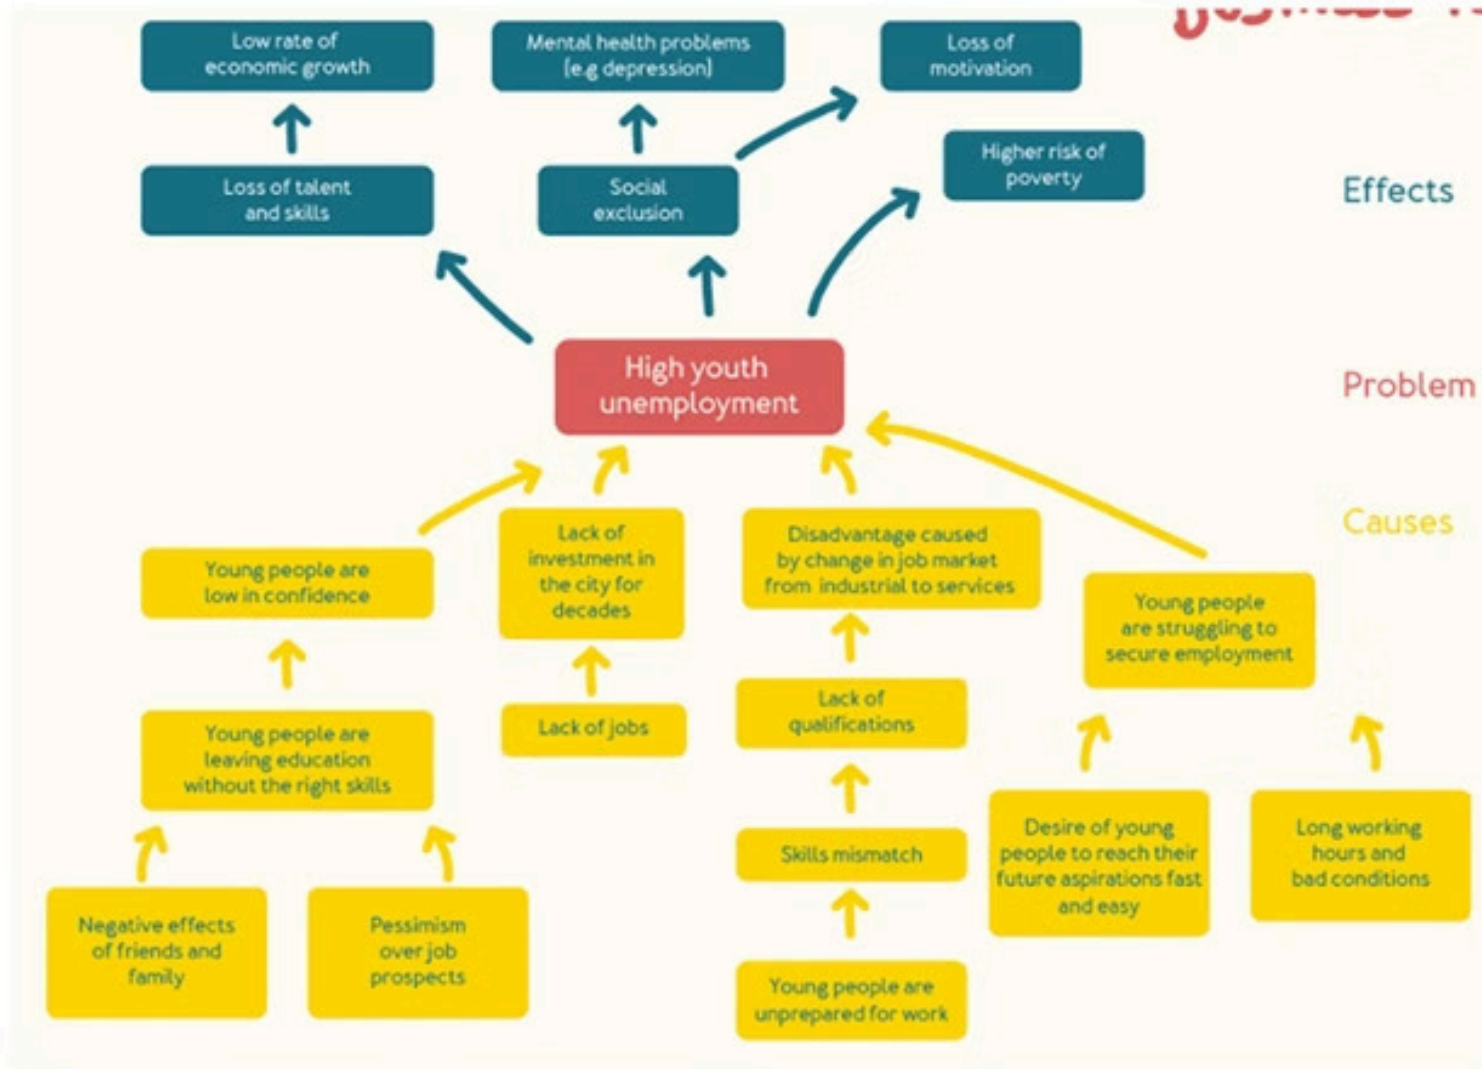 Low rate of
economic growth
Mental health problems
(e.g depression)
Loss of
motivation
Higher risk of
poverty
Loss of talent
and skills
Social
exclusion
Effects
High youth
unemployment
Problem
Causes
Young people are
low in confidence
Lack of
investment in
the city for
decades
Disadvantage caused
by change in job market
from industrial to services
Young people
are struggling to
secure employment
Young people are
leaving education
without the right skills
Lack of jobs
Lack of
qualifications
Skills mismatch
Desire of young
people to reach their
future aspirations fast
and easy
Long working
hours and
bad conditions
Negative effects
of friends and
family
Pessimism
over job
prospects
Young people are
unprepared for work